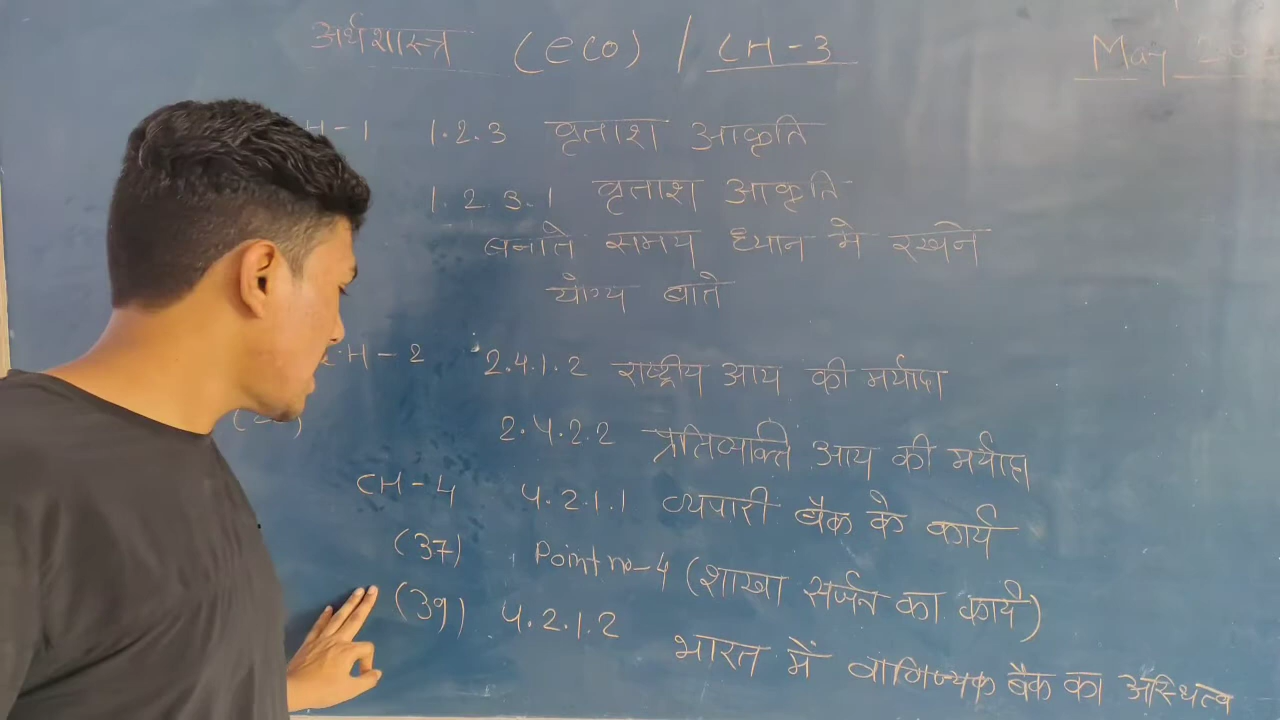 अर्थशास्त्र (eco) / CH-3
May
H-1 1.2.3 वृताश आकृति
1.2.3.1 वृताश आकृति
बनाते समय ध्यान मे रखने
योग्य बाते
H-2 2.4.1.2 राष्ट्रीय आय की मर्यादा
2.4.2.2 प्रतिव्यक्ति आय की मर्यादा
CH-4 4.2.1.1 व्यपारी बैक के कार्य
(37) Point no-4 (शाखा सर्जन का कार्य)
(39) 4.2.1.2 भारत में वाणिज्यक बैक का अस्थित्व